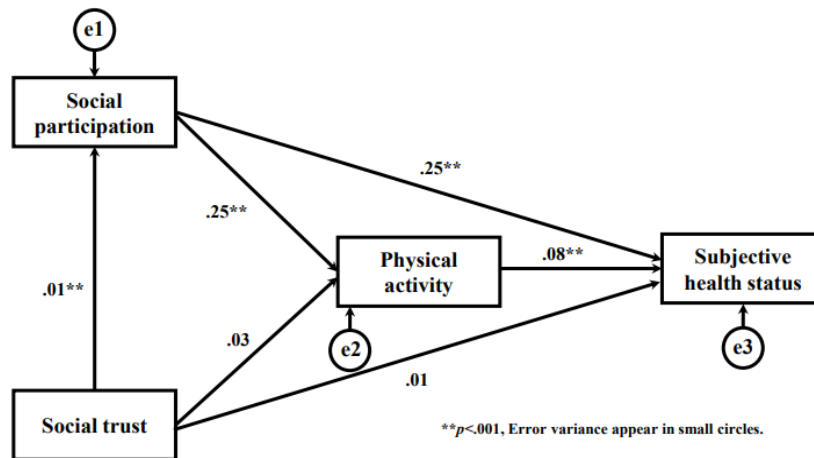 e1
Social
participation
.25**
.25**
Physical
activity
.08**
Subjective
health status
.01**
.03
e2
e3
.01
Social trust
**p<.001, Error variance appear in small circles.